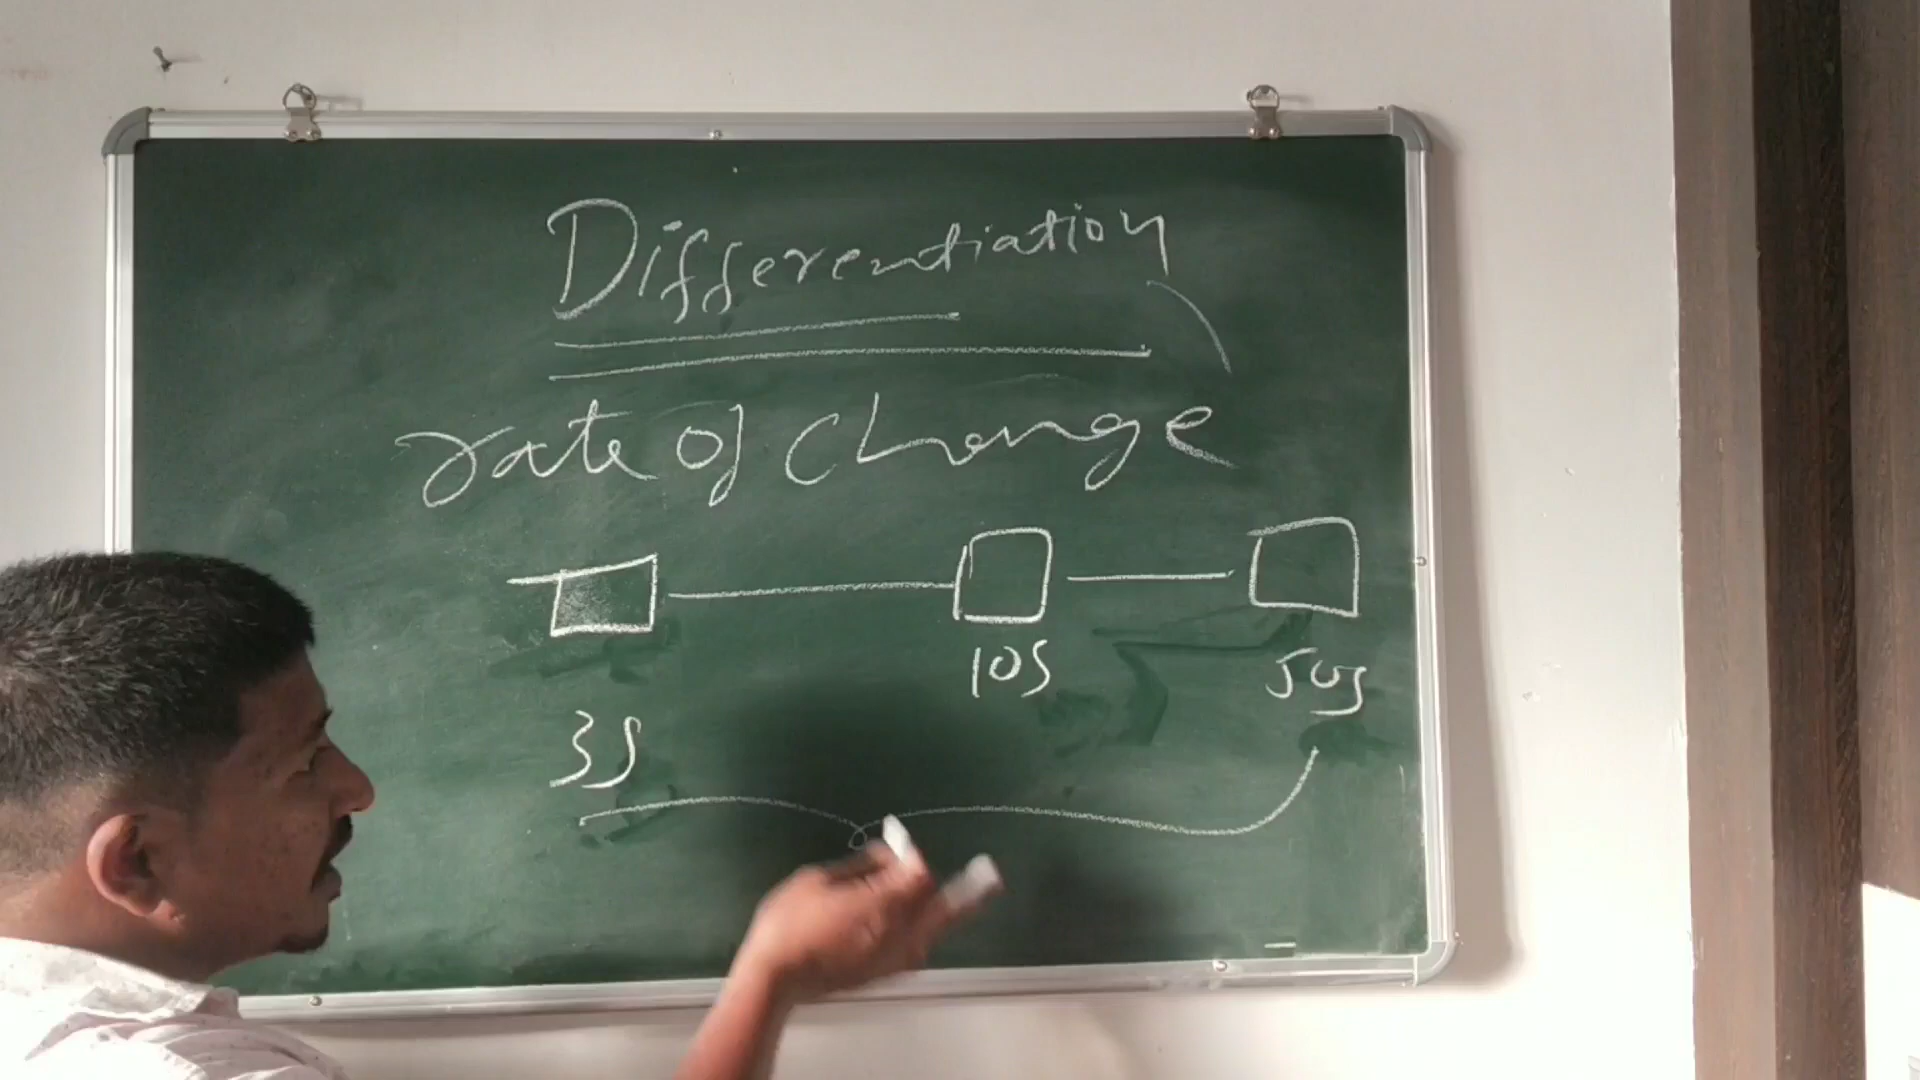 Differentiation
rate of change
10s
50s
3s